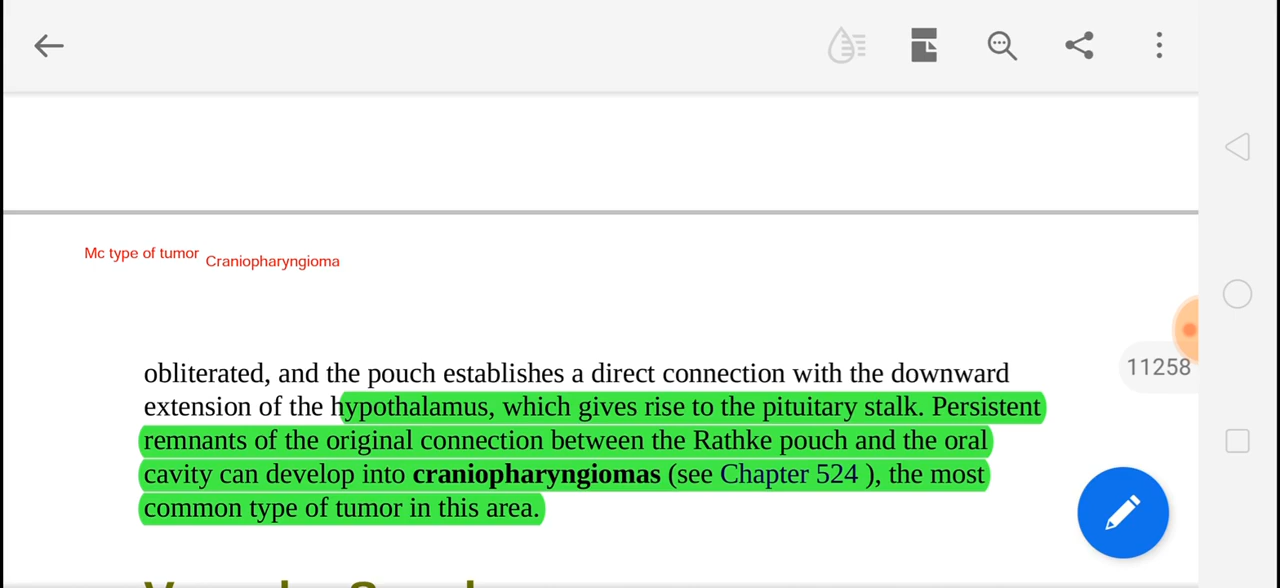 Mc type of tumor Craniopharyngioma
11258
obliterated, and the pouch establishes a direct connection with the downward
extension of the hypothalamus, which gives rise to the pituitary stalk. Persistent
remnants of the original connection between the Rathke pouch and the oral
cavity can develop into craniopharyngiomas (see Chapter 524 ), the most
common type of tumor in this area.